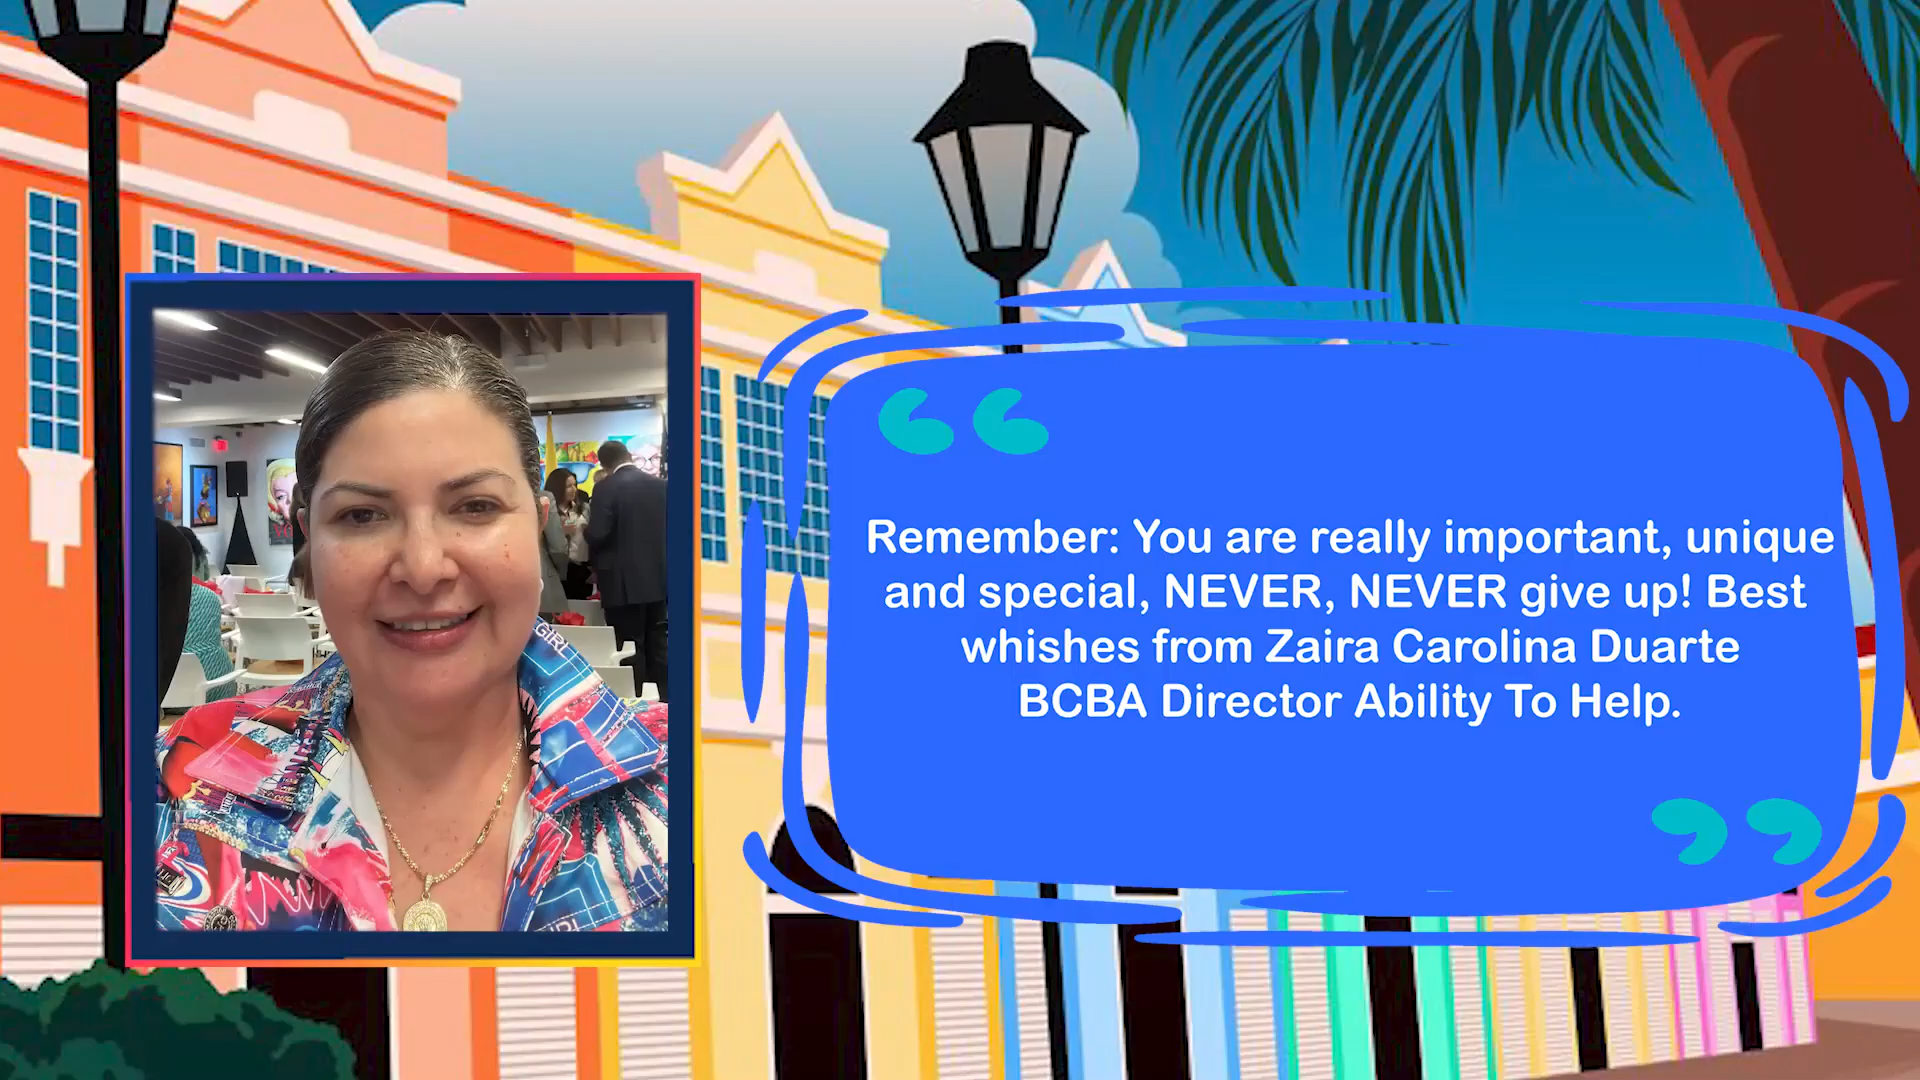 Remember: You are really important, unique
and special, NEVER, NEVER give up! Best
whishes from Zaira Carolina Duarte
BCBA Director Ability To Help.
GIRL